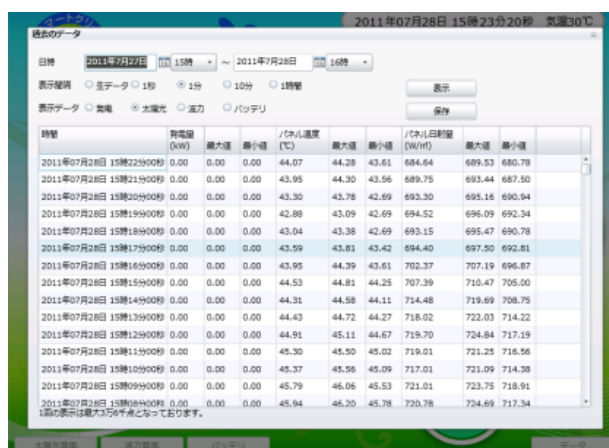 2011年07月28日 15時23分20秒 気温30℃
過去のデータ
日時 2011年7月27日 15時 ～ 2011年7月28日 16時
表示間隔 生データ 1秒 1分 10分 1時間 表示
表示データ 発電 太陽光 波力 バッテリ 保存
時間 発電量(kW) 最大値 最小値 パネル温度(℃) 最大値 最小値 パネル日射量(W/㎡) 最大値 最小値
2011年07月28日 15時22分00秒 0.00 0.00 0.00 44.07 44.28 43.61 684.64 689.53 680.78
2011年07月28日 15時21分00秒 0.00 0.00 0.00 43.95 44.30 43.56 689.75 693.44 687.50
2011年07月28日 15時20分00秒 0.00 0.00 0.00 43.30 43.78 42.69 693.30 695.16 690.94
2011年07月28日 15時19分00秒 0.00 0.00 0.00 42.88 43.09 42.69 694.52 696.09 692.34
2011年07月28日 15時18分00秒 0.00 0.00 0.00 43.04 43.38 42.69 693.15 695.47 690.78
2011年07月28日 15時17分00秒 0.00 0.00 0.00 43.59 43.81 43.42 694.40 697.50 692.81
2011年07月28日 15時16分00秒 0.00 0.00 0.00 43.95 44.39 43.61 702.37 707.19 696.87
2011年07月28日 15時15分00秒 0.00 0.00 0.00 44.53 44.81 44.25 707.39 710.47 705.00
2011年07月28日 15時14分00秒 0.00 0.00 0.00 44.31 44.58 44.11 714.48 719.69 708.75
2011年07月28日 15時13分00秒 0.00 0.00 0.00 44.43 44.72 44.27 718.02 722.03 714.22
2011年07月28日 15時12分00秒 0.00 0.00 0.00 44.91 45.11 44.67 719.70 724.84 717.19
2011年07月28日 15時11分00秒 0.00 0.00 0.00 45.30 45.50 45.02 719.01 721.25 716.56
2011年07月28日 15時10分00秒 0.00 0.00 0.00 45.37 45.56 45.09 717.01 721.09 714.38
2011年07月28日 15時09分00秒 0.00 0.00 0.00 45.79 46.06 45.53 721.01 723.75 718.91
2011年07月28日 15時08分00秒 0.00 0.00 0.00 45.94 46.20 45.78 720.78 724.69 717.34
1回の表示は最大3万6千点となっております。
太陽光発電 波力発電 バッテリ データ